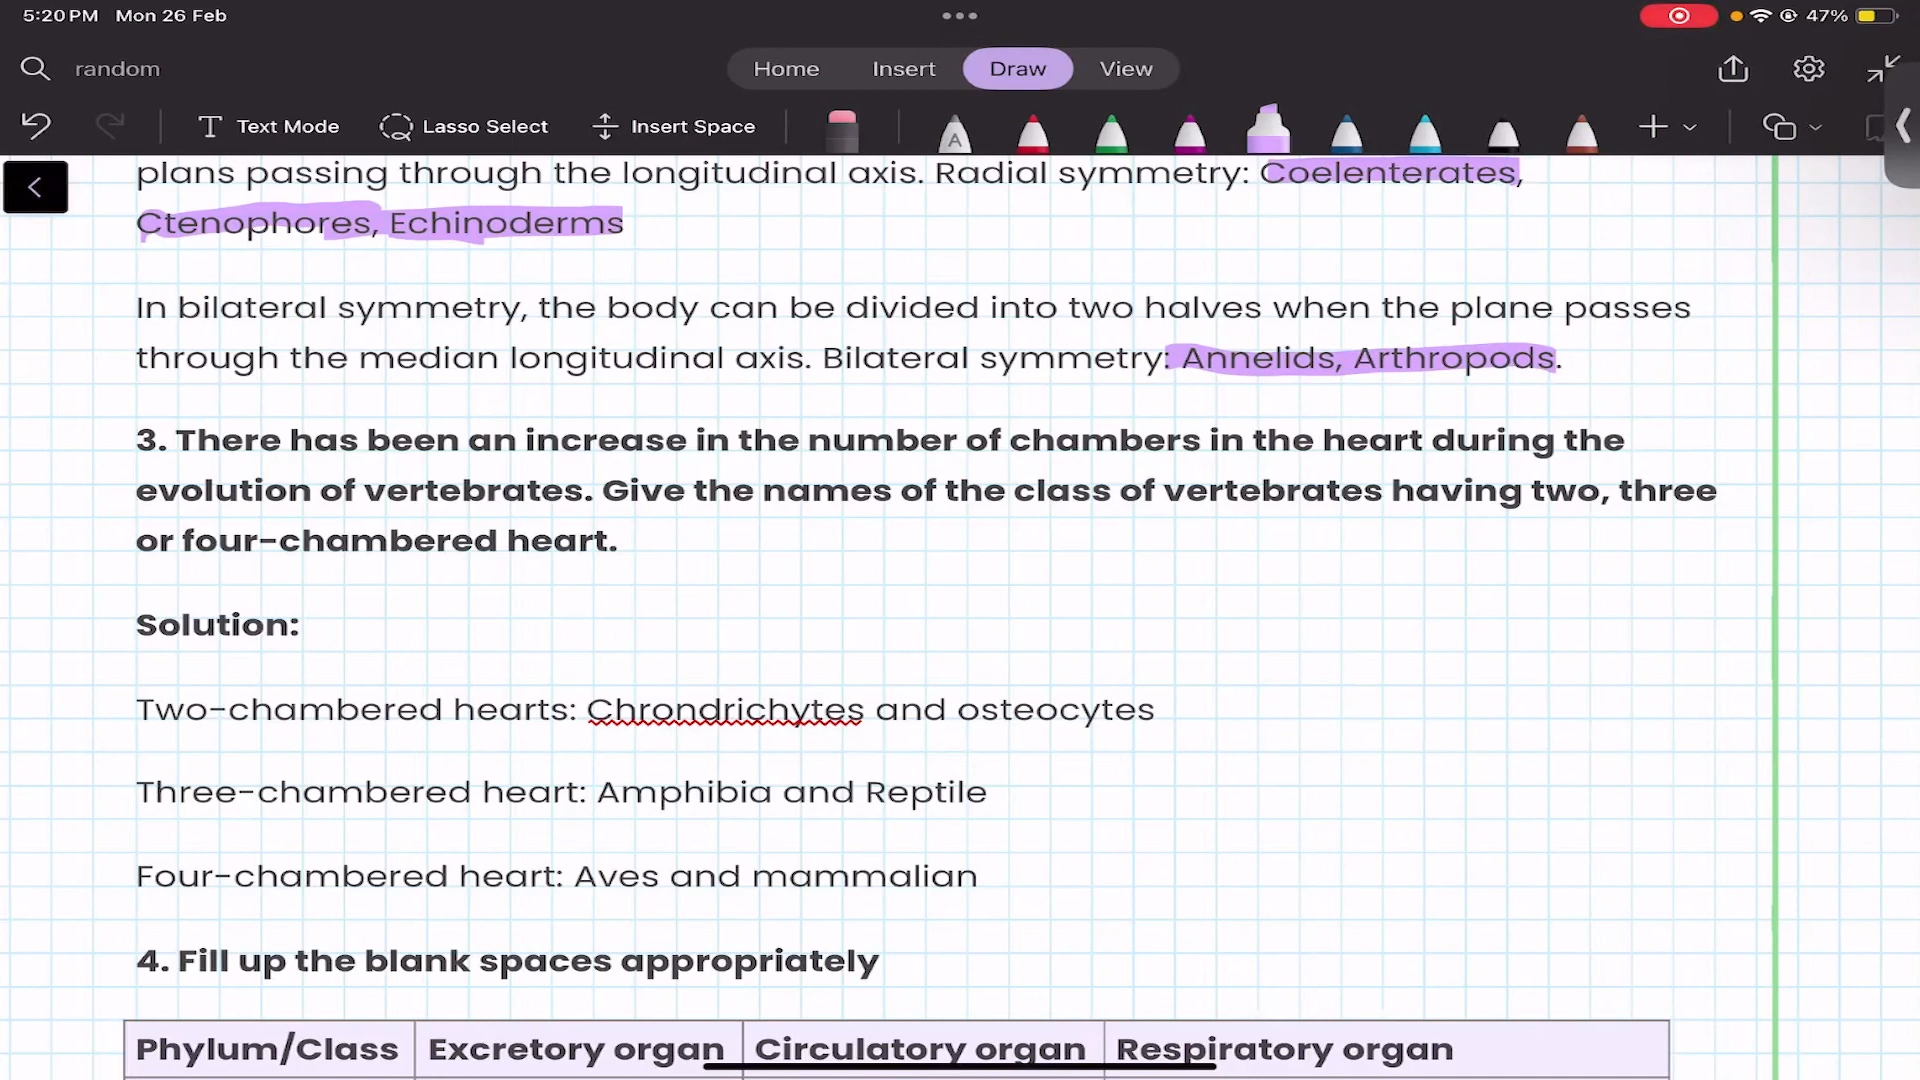 5:20 PM Mon 26 Feb
47%
random
Home Insert Draw View
Text Mode Lasso Select Insert Space
plans passing through the longitudinal axis. Radial symmetry: Coelenterates,
Ctenophores, Echinoderms
In bilateral symmetry, the body can be divided into two halves when the plane passes
through the median longitudinal axis. Bilateral symmetry: Annelids, Arthropods.
3. There has been an increase in the number of chambers in the heart during the
evolution of vertebrates. Give the names of the class of vertebrates having two, three
or four-chambered heart.
Solution:
Two-chambered hearts: Chrondrichytes and osteocytes
Three-chambered heart: Amphibia and Reptile
Four-chambered heart: Aves and mammalian
4. Fill up the blank spaces appropriately
Phylum/Class Excretory organ Circulatory organ Respiratory organ